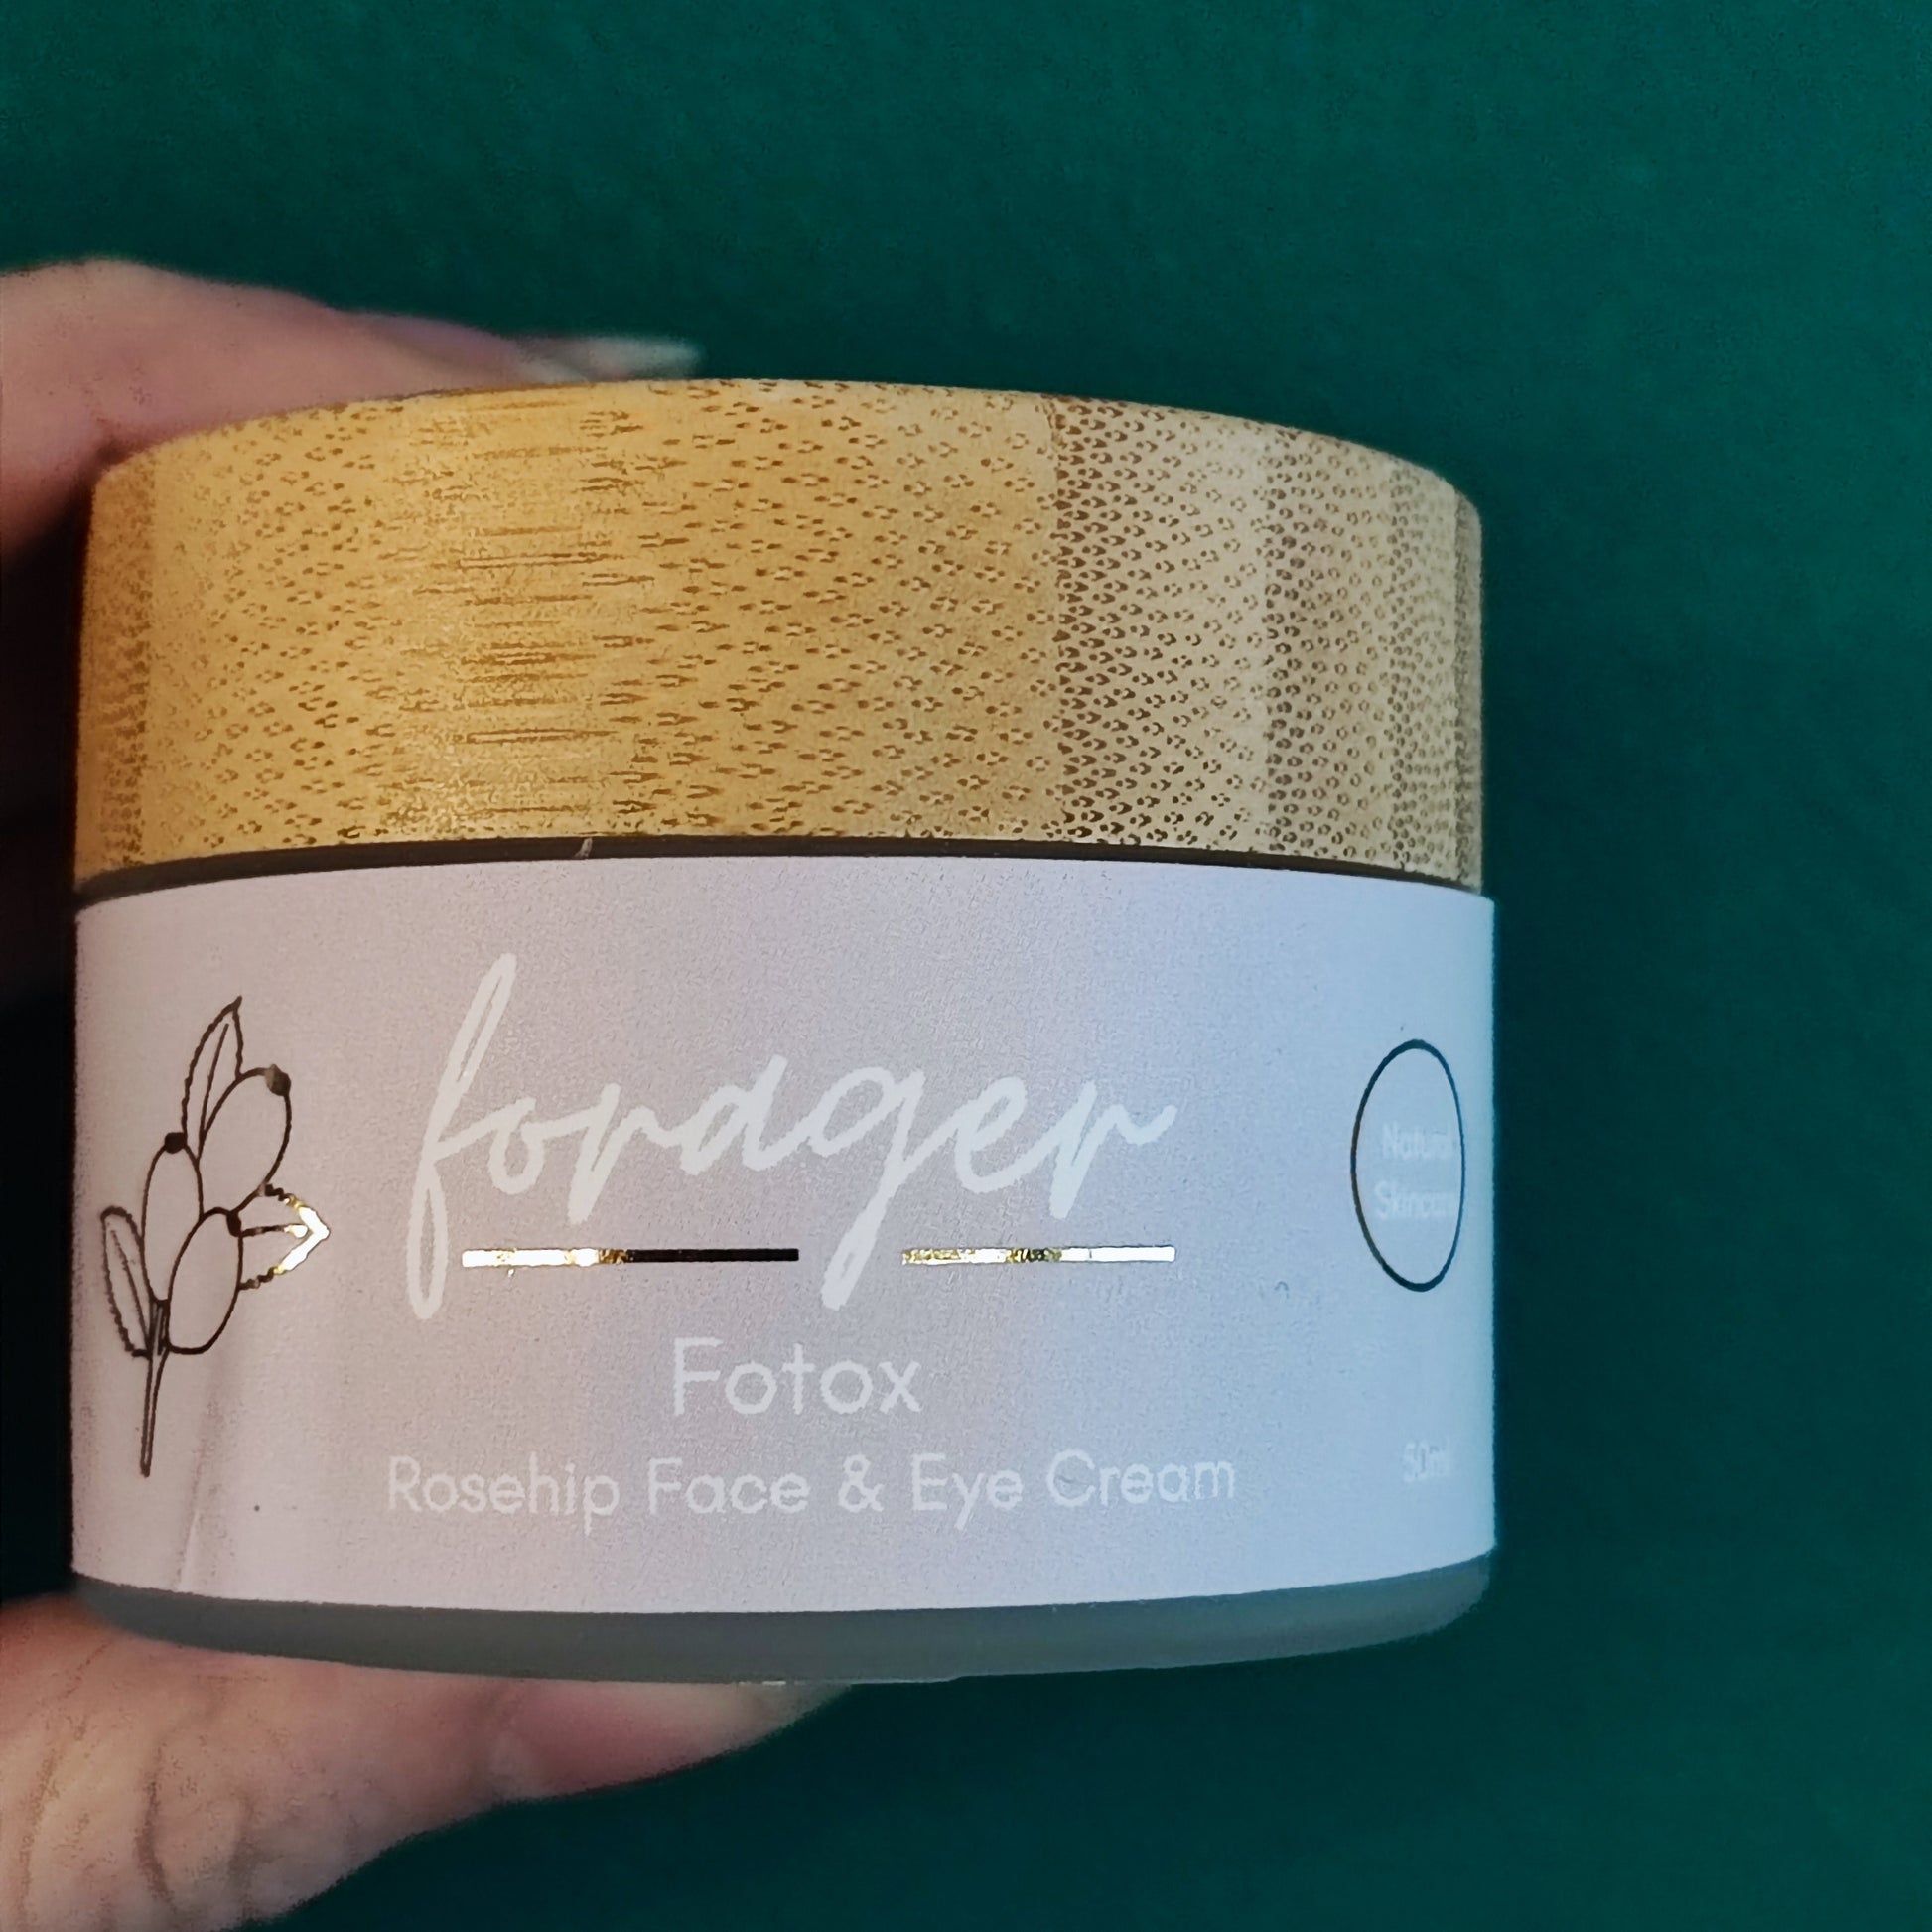 forager
Fotox
Rosehip Face & Eye Cream
Natural
Skincare
50ml